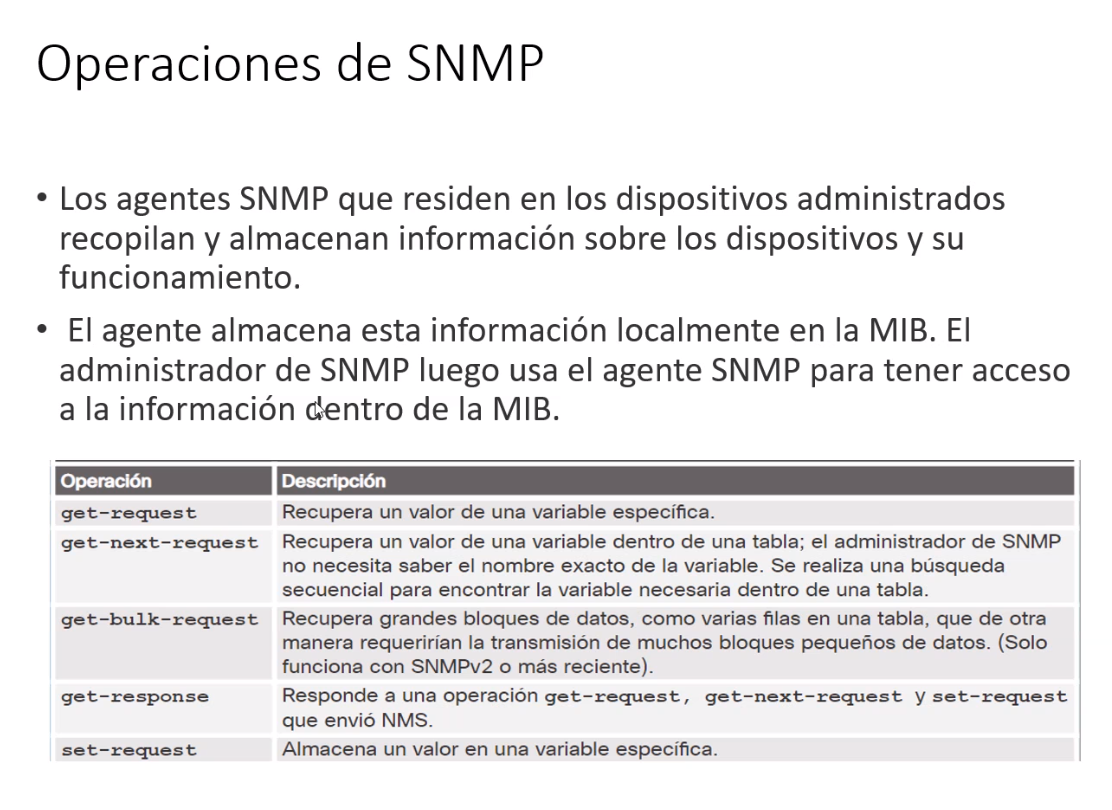 Operaciones de SNMP
• Los agentes SNMP que residen en los dispositivos administrados
recopilan y almacenan información sobre los dispositivos y su
funcionamiento.
• El agente almacena esta información localmente en la MIB. El
administrador de SNMP luego usa el agente SNMP para tener acceso
a la información dentro de la MIB.
Operación Descripción
get-request Recupera un valor de una variable específica.
get-next-request Recupera un valor de una variable dentro de una tabla; el administrador de SNMP
no necesita saber el nombre exacto de la variable. Se realiza una búsqueda
secuencial para encontrar la variable necesaria dentro de una tabla.
get-bulk-request Recupera grandes bloques de datos, como varias filas en una tabla, que de otra
manera requerirían la transmisión de muchos bloques pequeños de datos. (Solo
funciona con SNMPv2 o más reciente).
get-response Responde a una operación get-request, get-next-request y set-request
que envió NMS.
set-request Almacena un valor en una variable específica.